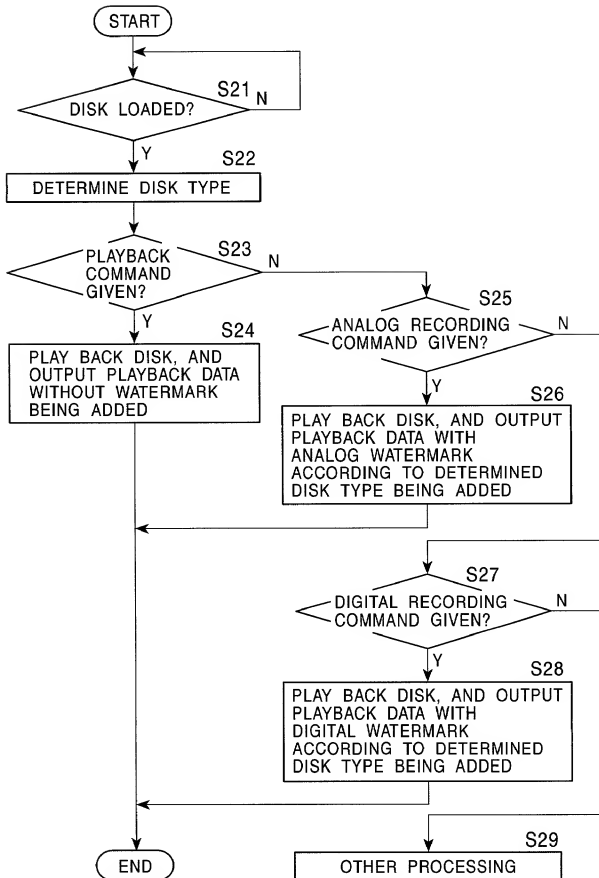 START
S21
DISK LOADED?
N
Y
S22
DETERMINE DISK TYPE
S23
PLAYBACK
COMMAND
GIVEN?
N
Y
S24
PLAY BACK DISK, AND
OUTPUT PLAYBACK DATA
WITHOUT WATERMARK
BEING ADDED
S25
ANALOG RECORDING
COMMAND GIVEN?
N
Y
S26
PLAY BACK DISK, AND OUTPUT
PLAYBACK DATA WITH
ANALOG WATERMARK
ACCORDING TO DETERMINED
DISK TYPE BEING ADDED
S27
DIGITAL RECORDING
COMMAND GIVEN?
N
Y
S28
PLAY BACK DISK, AND OUTPUT
PLAYBACK DATA WITH
DIGITAL WATERMARK
ACCORDING TO DETERMINED
DISK TYPE BEING ADDED
S29
OTHER PROCESSING
END